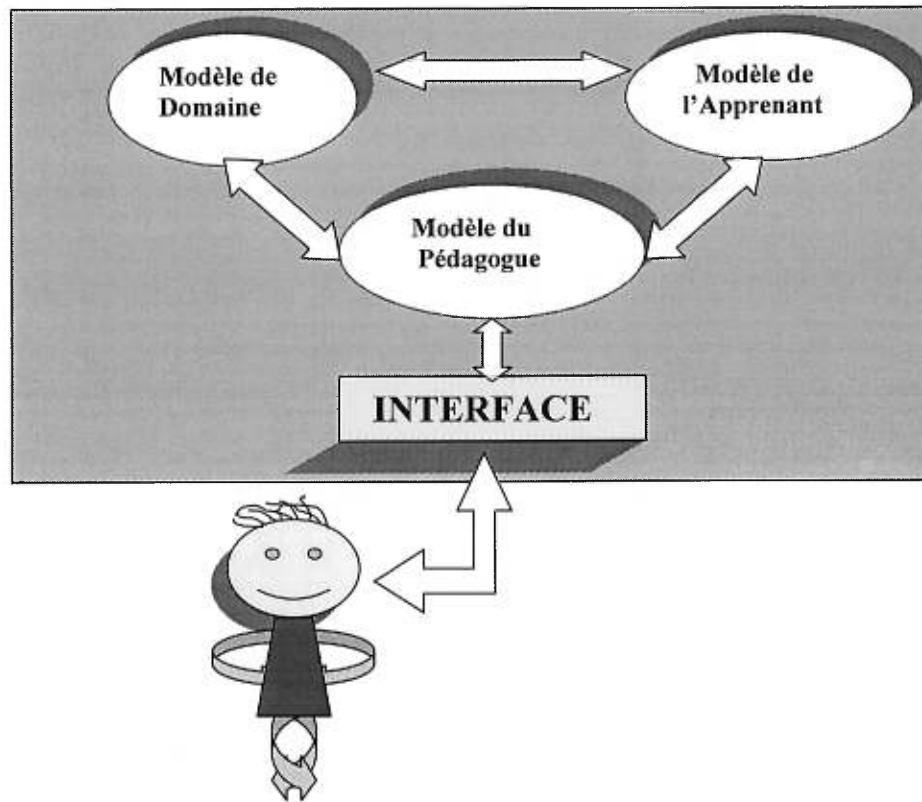 Modèle de
Domaine
Modèle de
l'Apprenant
Modèle du
Pédagogue
INTERFACE